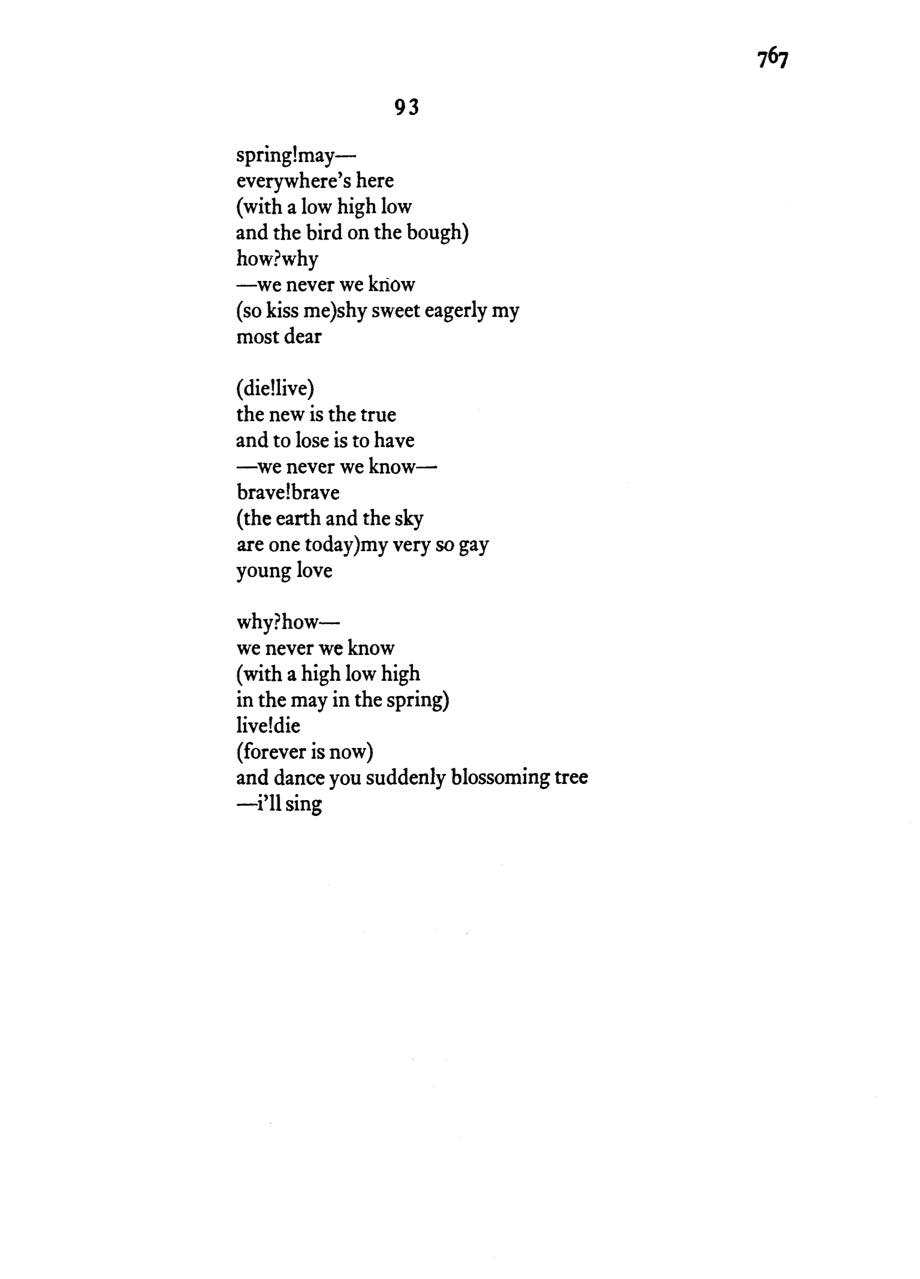 767
93
spring!may—
everywhere's here
(with a low high low
and the bird on the bough)
how?why
—we never we know
(so kiss me)shy sweet eagerly my
most dear

(die!live)
the new is the true
and to lose is to have
—we never we know—
brave!brave
(the earth and the sky
are one today)my very so gay
young love

why?how—
we never we know
(with a high low high
in the may in the spring)
live!die
(forever is now)
and dance you suddenly blossoming tree
—i'll sing